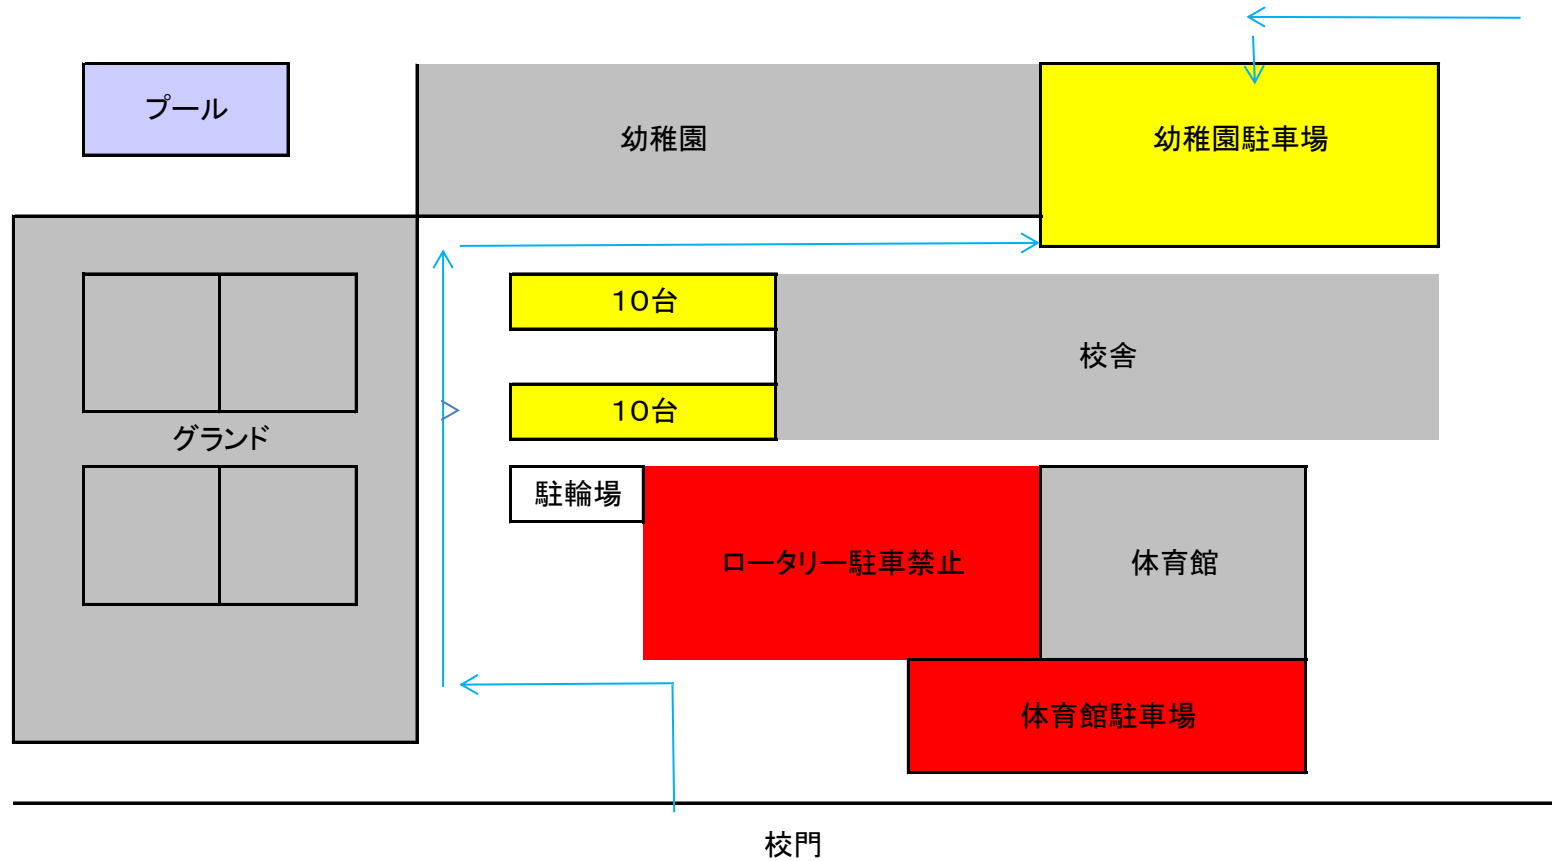 プール
幼稚園
幼稚園駐車場
10台
校舎
10台
グランド
駐輪場
ロータリー駐車禁止
体育館
体育館駐車場
校門